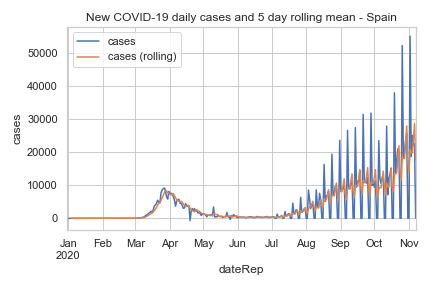 New COVID-19 daily cases and 5 day rolling mean - Spain
cases
cases (rolling)
50000
40000
30000
20000
10000
0
cases
Jan Feb Mar Apr May Jun Jul Aug Sep Oct Nov
2020
dateRep